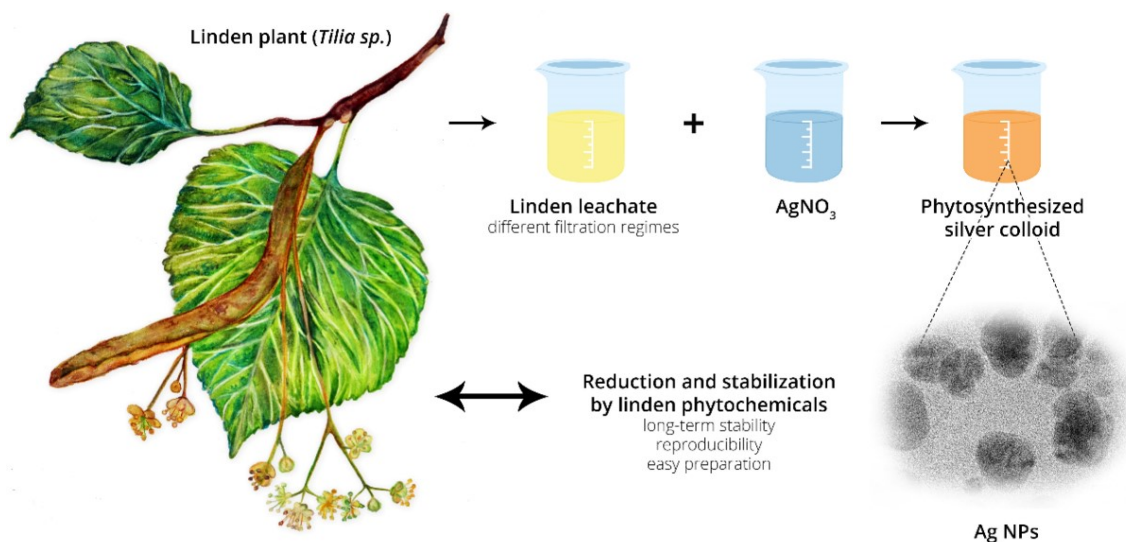 Linden plant (Tilia sp.)
Linden leachate
different filtration regimes
+
AgNO₃
Phytosynthesized
silver colloid
Reduction and stabilization
by linden phytochemicals
long-term stability
reproducibility
easy preparation
Ag NPs